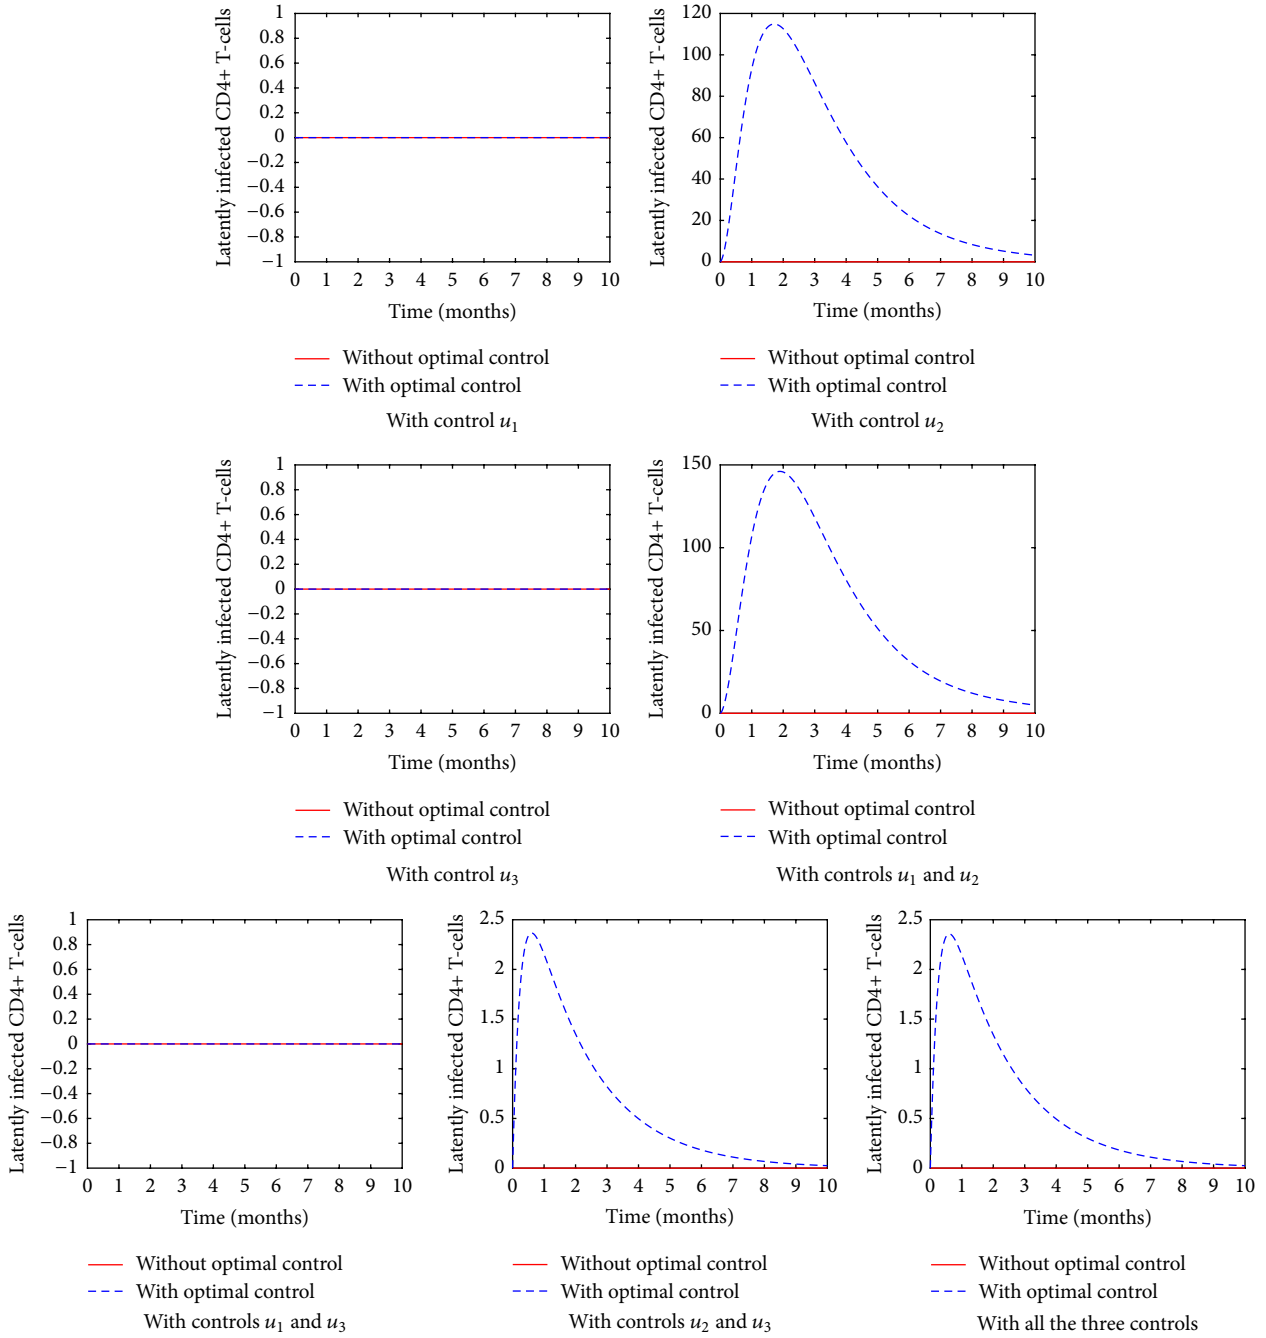 Latently infected CD4+ T-cells
1
0.8
0.6
0.4
0.2
0
−0.2
−0.4
−0.6
−0.8
−1
0 1 2 3 4 5 6 7 8 9 10
Time (months)
Without optimal control
With optimal control
With control u1
Latently infected CD4+ T-cells
120
100
80
60
40
20
0
0 1 2 3 4 5 6 7 8 9 10
Time (months)
Without optimal control
With optimal control
With control u2
Latently infected CD4+ T-cells
1
0.8
0.6
0.4
0.2
0
−0.2
−0.4
−0.6
−0.8
−1
0 1 2 3 4 5 6 7 8 9 10
Time (months)
Without optimal control
With optimal control
With control u3
Latently infected CD4+ T-cells
150
100
50
0
0 1 2 3 4 5 6 7 8 9 10
Time (months)
Without optimal control
With optimal control
With controls u1 and u2
Latently infected CD4+ T-cells
1
0.8
0.6
0.4
0.2
0
−0.2
−0.4
−0.6
−0.8
−1
0 1 2 3 4 5 6 7 8 9 10
Time (months)
Without optimal control
With optimal control
With controls u1 and u3
Latently infected CD4+ T-cells
2.5
2
1.5
1
0.5
0
0 1 2 3 4 5 6 7 8 9 10
Time (months)
Without optimal control
With optimal control
With controls u2 and u3
Latently infected CD4+ T-cells
2.5
2
1.5
1
0.5
0
0 1 2 3 4 5 6 7 8 9 10
Time (months)
Without optimal control
With optimal control
With all the three controls